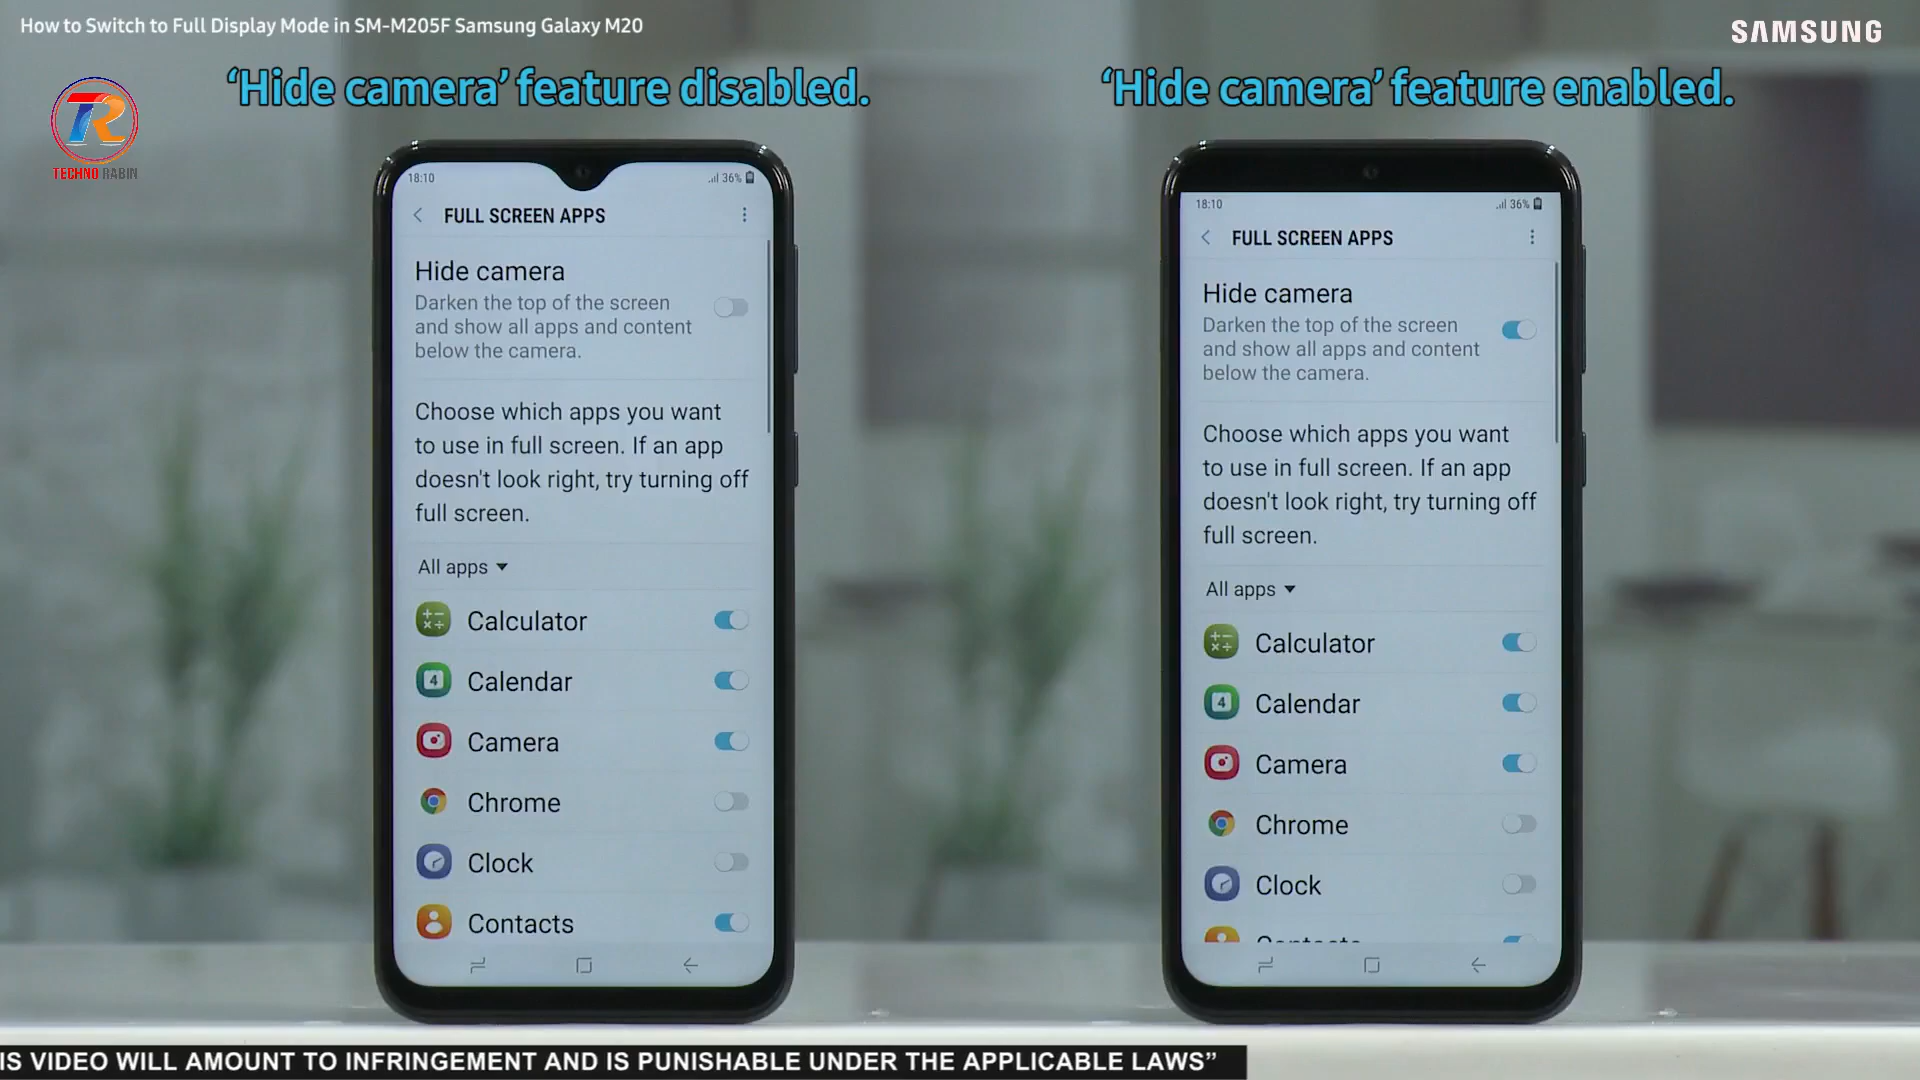 How to Switch to Full Display Mode in SM-M205F Samsung Galaxy M20
SAMSUNG
TR
TECHNO RABIN
‘Hide camera’ feature disabled.
18:10
36%
FULL SCREEN APPS
Hide camera
Darken the top of the screen
and show all apps and content
below the camera.
Choose which apps you want
to use in full screen. If an app
doesn't look right, try turning off
full screen.
All apps
Calculator
4
Calendar
Camera
Chrome
Clock
Contacts
‘Hide camera’ feature enabled.
18:10
36%
FULL SCREEN APPS
Hide camera
Darken the top of the screen
and show all apps and content
below the camera.
Choose which apps you want
to use in full screen. If an app
doesn't look right, try turning off
full screen.
All apps
Calculator
4
Calendar
Camera
Chrome
Clock
Contacts
IS VIDEO WILL AMOUNT TO INFRINGEMENT AND IS PUNISHABLE UNDER THE APPLICABLE LAWS”